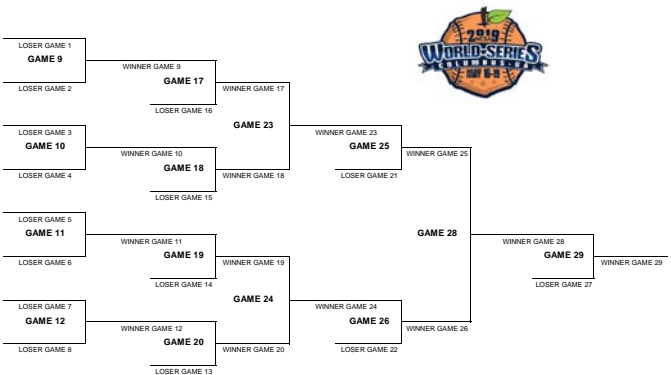 2019
WORLD SERIES
COLUMBUS, GA
LOSER GAME 1
GAME 9
WINNER GAME 9
LOSER GAME 2
GAME 17
WINNER GAME 17
LOSER GAME 16
GAME 23
LOSER GAME 3
GAME 10
WINNER GAME 10
LOSER GAME 4
GAME 18
WINNER GAME 18
LOSER GAME 15
WINNER GAME 23
GAME 25
WINNER GAME 25
LOSER GAME 21
LOSER GAME 5
GAME 11
WINNER GAME 11
LOSER GAME 6
GAME 19
WINNER GAME 19
LOSER GAME 14
GAME 24
LOSER GAME 7
GAME 12
WINNER GAME 12
LOSER GAME 8
GAME 20
WINNER GAME 20
LOSER GAME 13
WINNER GAME 24
GAME 26
WINNER GAME 26
LOSER GAME 22
GAME 28
WINNER GAME 28
GAME 29
WINNER GAME 29
LOSER GAME 27